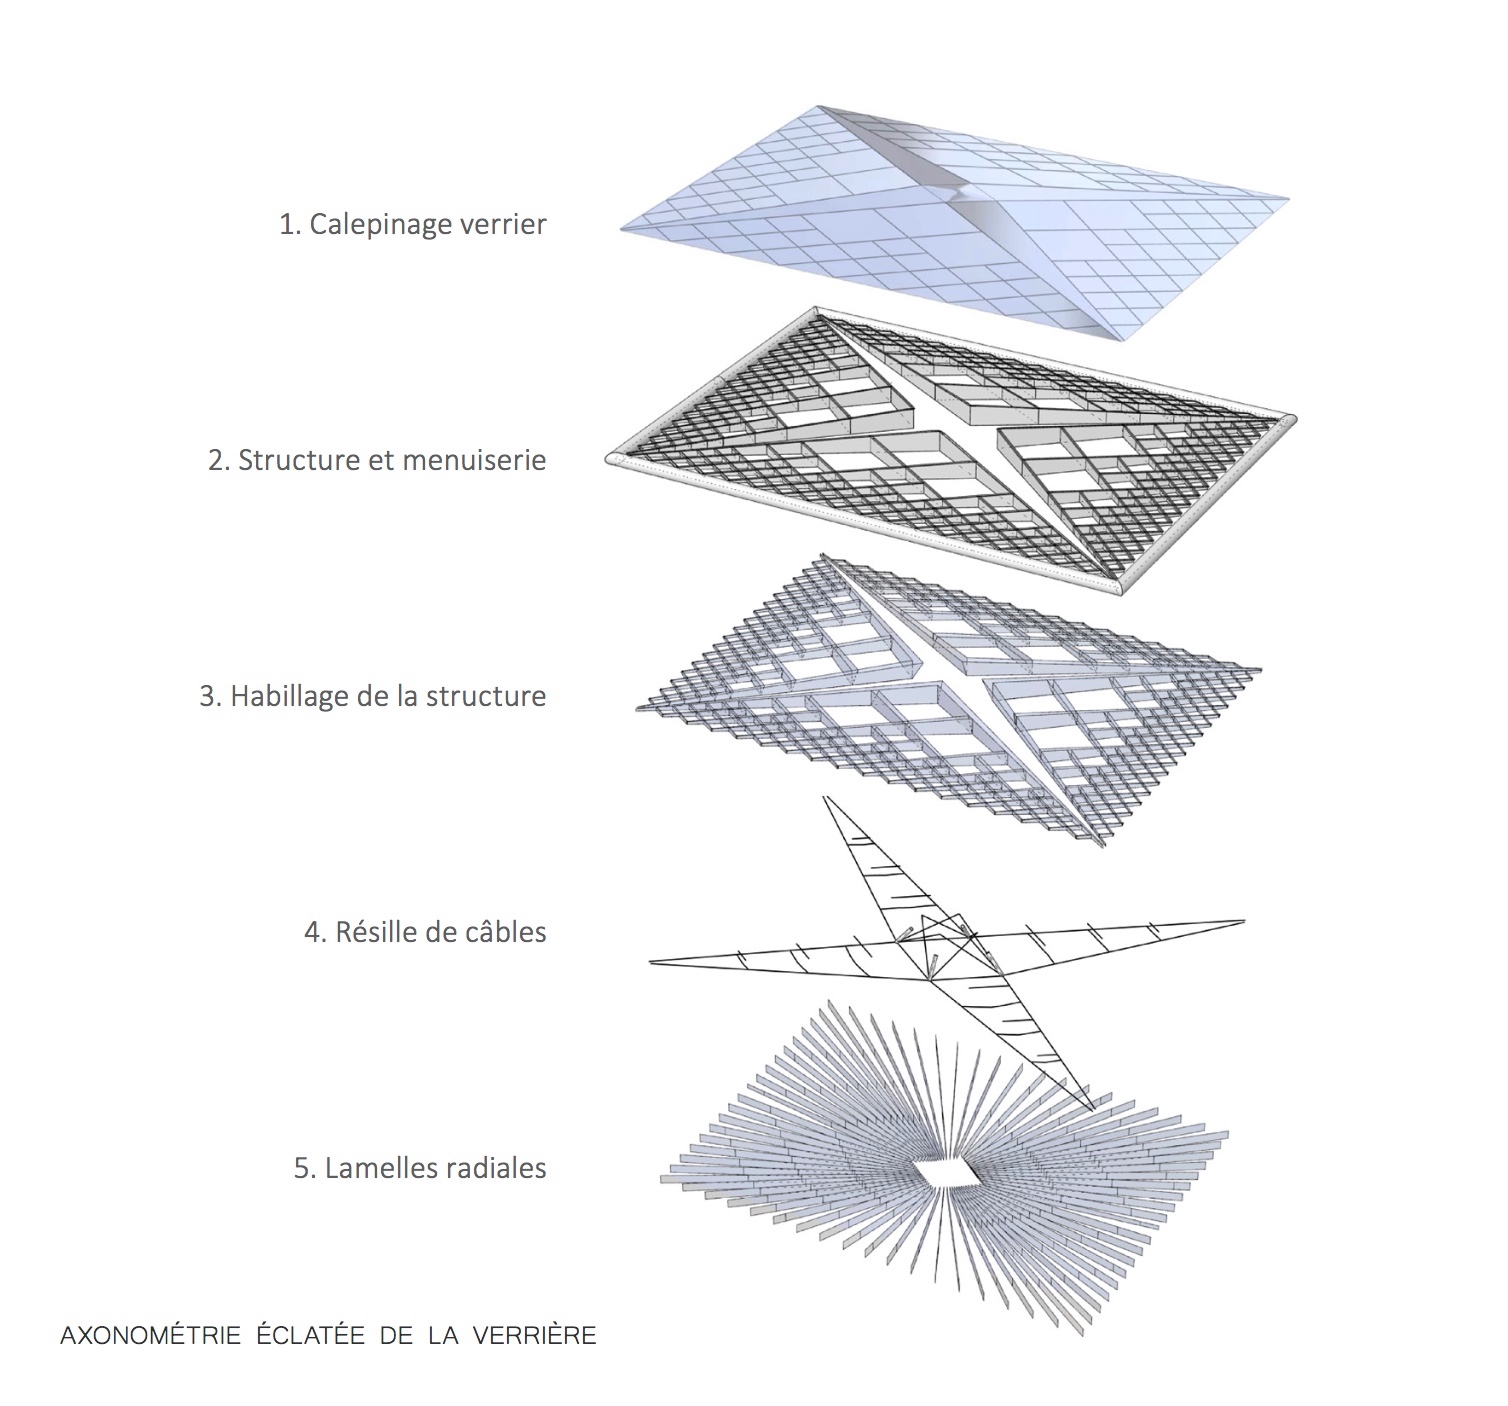 1. Calepinage verrier
2. Structure et menuiserie
3. Habillage de la structure
4. Résille de câbles
5. Lamelles radiales
AXONOMÉTRIE ÉCLATÉE DE LA VERRIÈRE